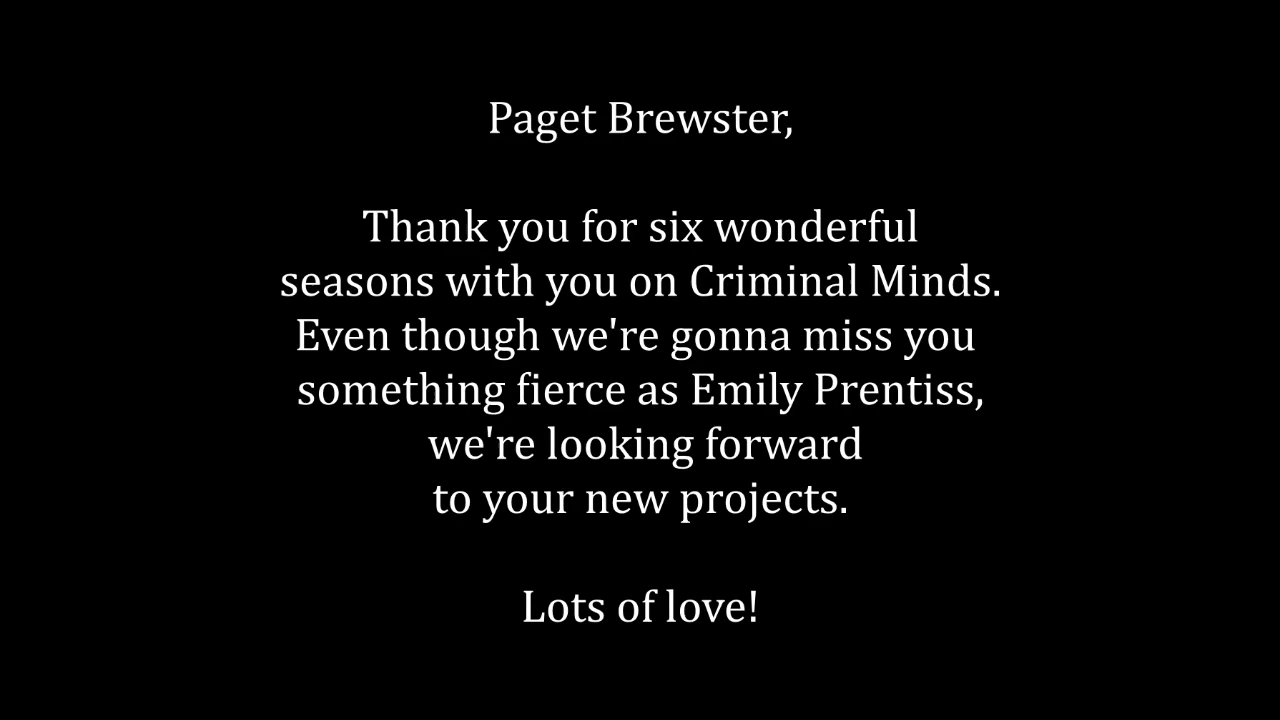 Paget Brewster,
Thank you for six wonderful
seasons with you on Criminal Minds.
Even though we're gonna miss you
something fierce as Emily Prentiss,
we're looking forward
to your new projects.
Lots of love!